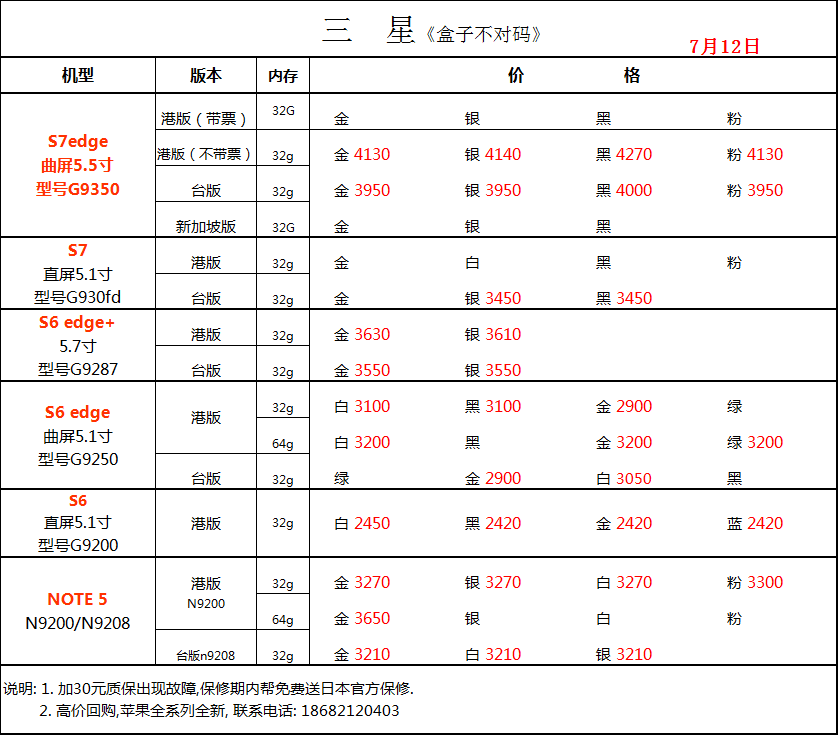 三 星《盒子不对码》
7月12日
机型 版本 内存 价 格
S7edge
曲屏5.5寸
型号G9350
港版（带票） 32G 金 银 黑 粉
港版（不带票） 32g 金 4130 银 4140 黑 4270 粉 4130
台版 32g 金 3950 银 3950 黑 4000 粉 3950
新加坡版 32G 金 银 黑
S7
直屏5.1寸
型号G930fd
港版 32g 金 白 黑 粉
台版 32g 金 银 3450 黑 3450
S6 edge+
5.7寸
型号G9287
港版 32g 金 3630 银 3610
台版 32g 金 3550 银 3550
S6 edge
曲屏5.1寸
型号G9250
港版 32g 白 3100 黑 3100 金 2900 绿
64g 白 3200 黑 金 3200 绿 3200
台版 32g 绿 金 2900 白 3050 黑
S6
直屏5.1寸
型号G9200
港版 32g 白 2450 黑 2420 金 2420 蓝 2420
NOTE 5
N9200/N9208
港版
N9200
32g 金 3270 银 3270 白 3270 粉 3300
64g 金 3650 银 白 粉
台版n9208 32g 金 3210 白 3210 银 3210
说明: 1. 加30元质保出现故障,保修期内帮免费送日本官方保修.
2. 高价回购,苹果全系列全新, 联系电话: 18682120403